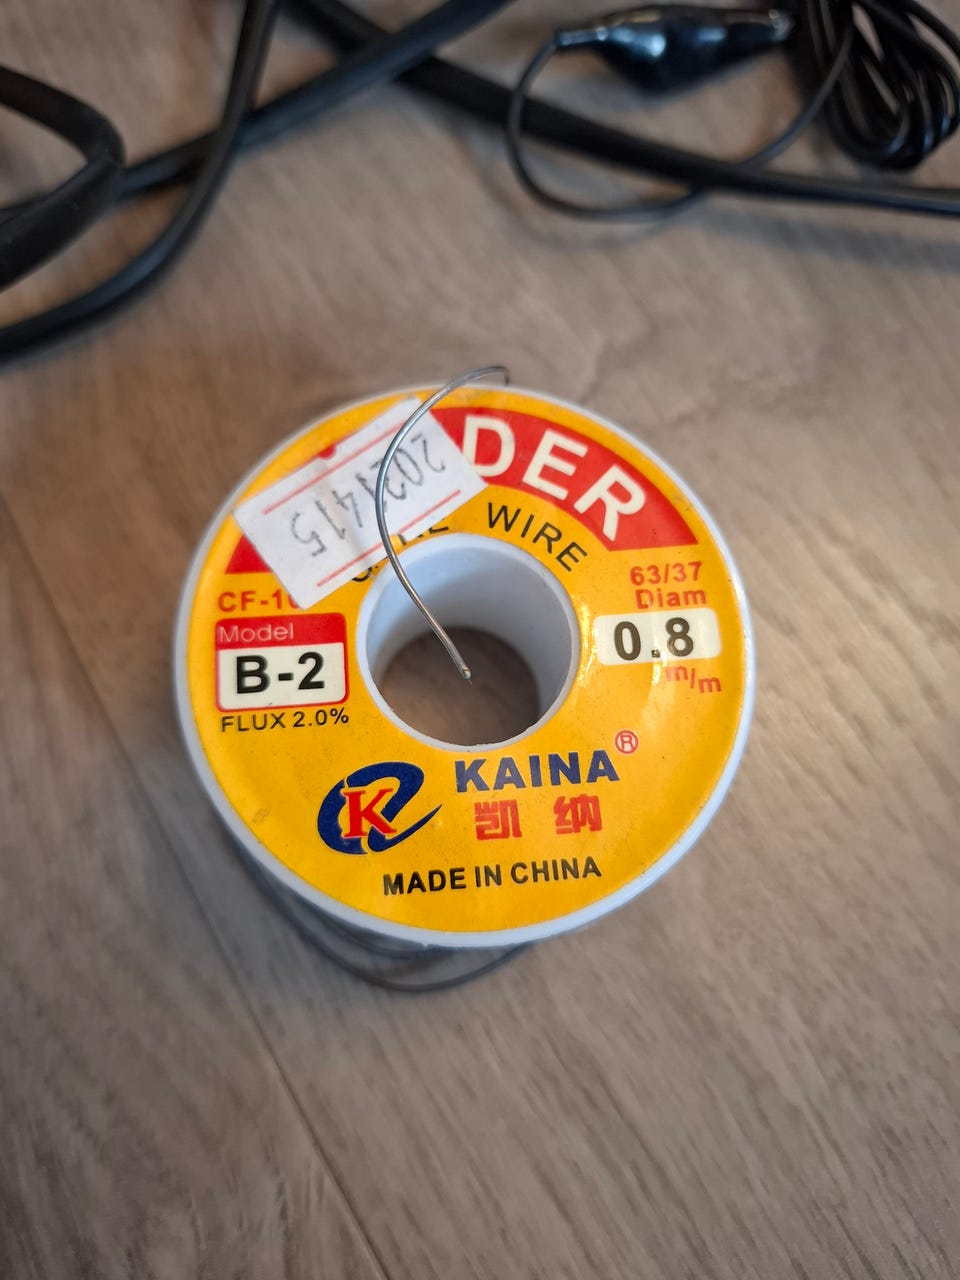 DER
WIRE
63/37
Diam
0.8
m/m
CF-10
Model
B-2
FLUX 2.0%
K
KAINA®
凯纳
MADE IN CHINA